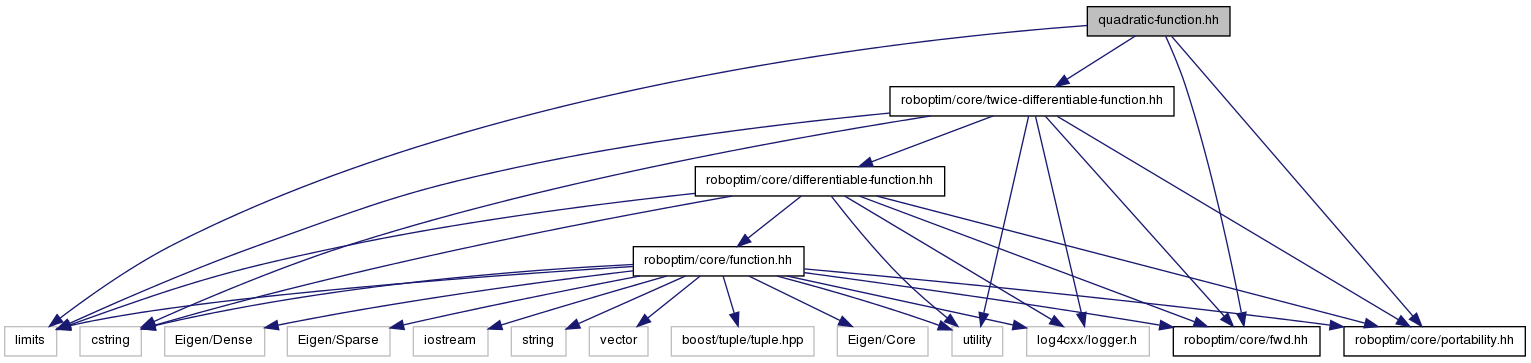 quadratic-function.hh
roboptim/core/twice-differentiable-function.hh
roboptim/core/differentiable-function.hh
roboptim/core/function.hh
limits
cstring
Eigen/Dense
Eigen/Sparse
iostream
string
vector
boost/tuple/tuple.hpp
Eigen/Core
utility
log4cxx/logger.h
roboptim/core/fwd.hh
roboptim/core/portability.hh